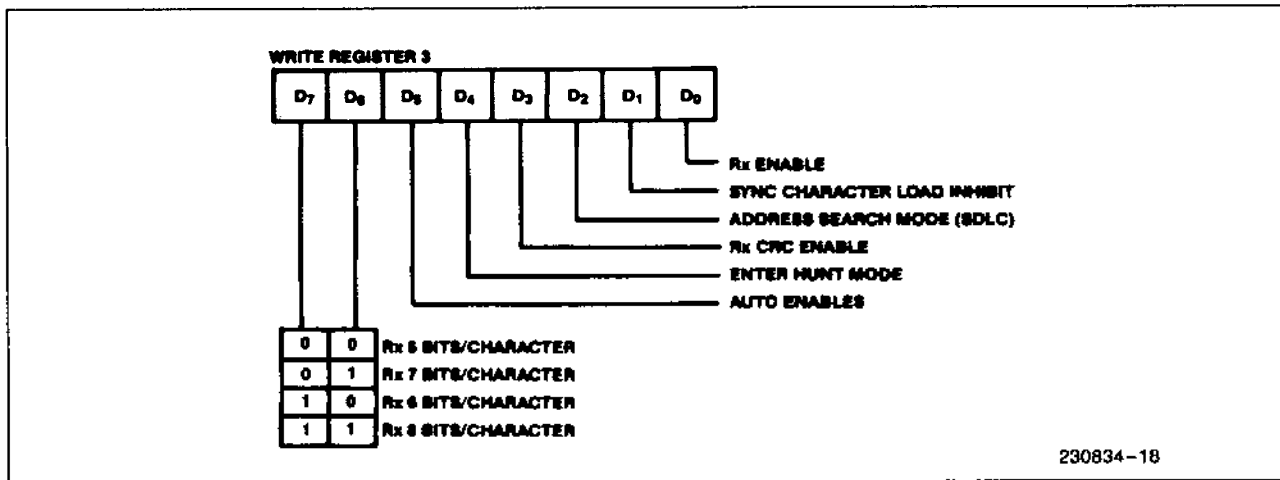 WRITE REGISTER 3
D7 D6 D5 D4 D3 D2 D1 D0
Rx ENABLE
SYNC CHARACTER LOAD INHIBIT
ADDRESS SEARCH MODE (SDLC)
Rx CRC ENABLE
ENTER HUNT MODE
AUTO ENABLES
0 0 Rx 5 BITS/CHARACTER
0 1 Rx 7 BITS/CHARACTER
1 0 Rx 6 BITS/CHARACTER
1 1 Rx 8 BITS/CHARACTER
230834-18